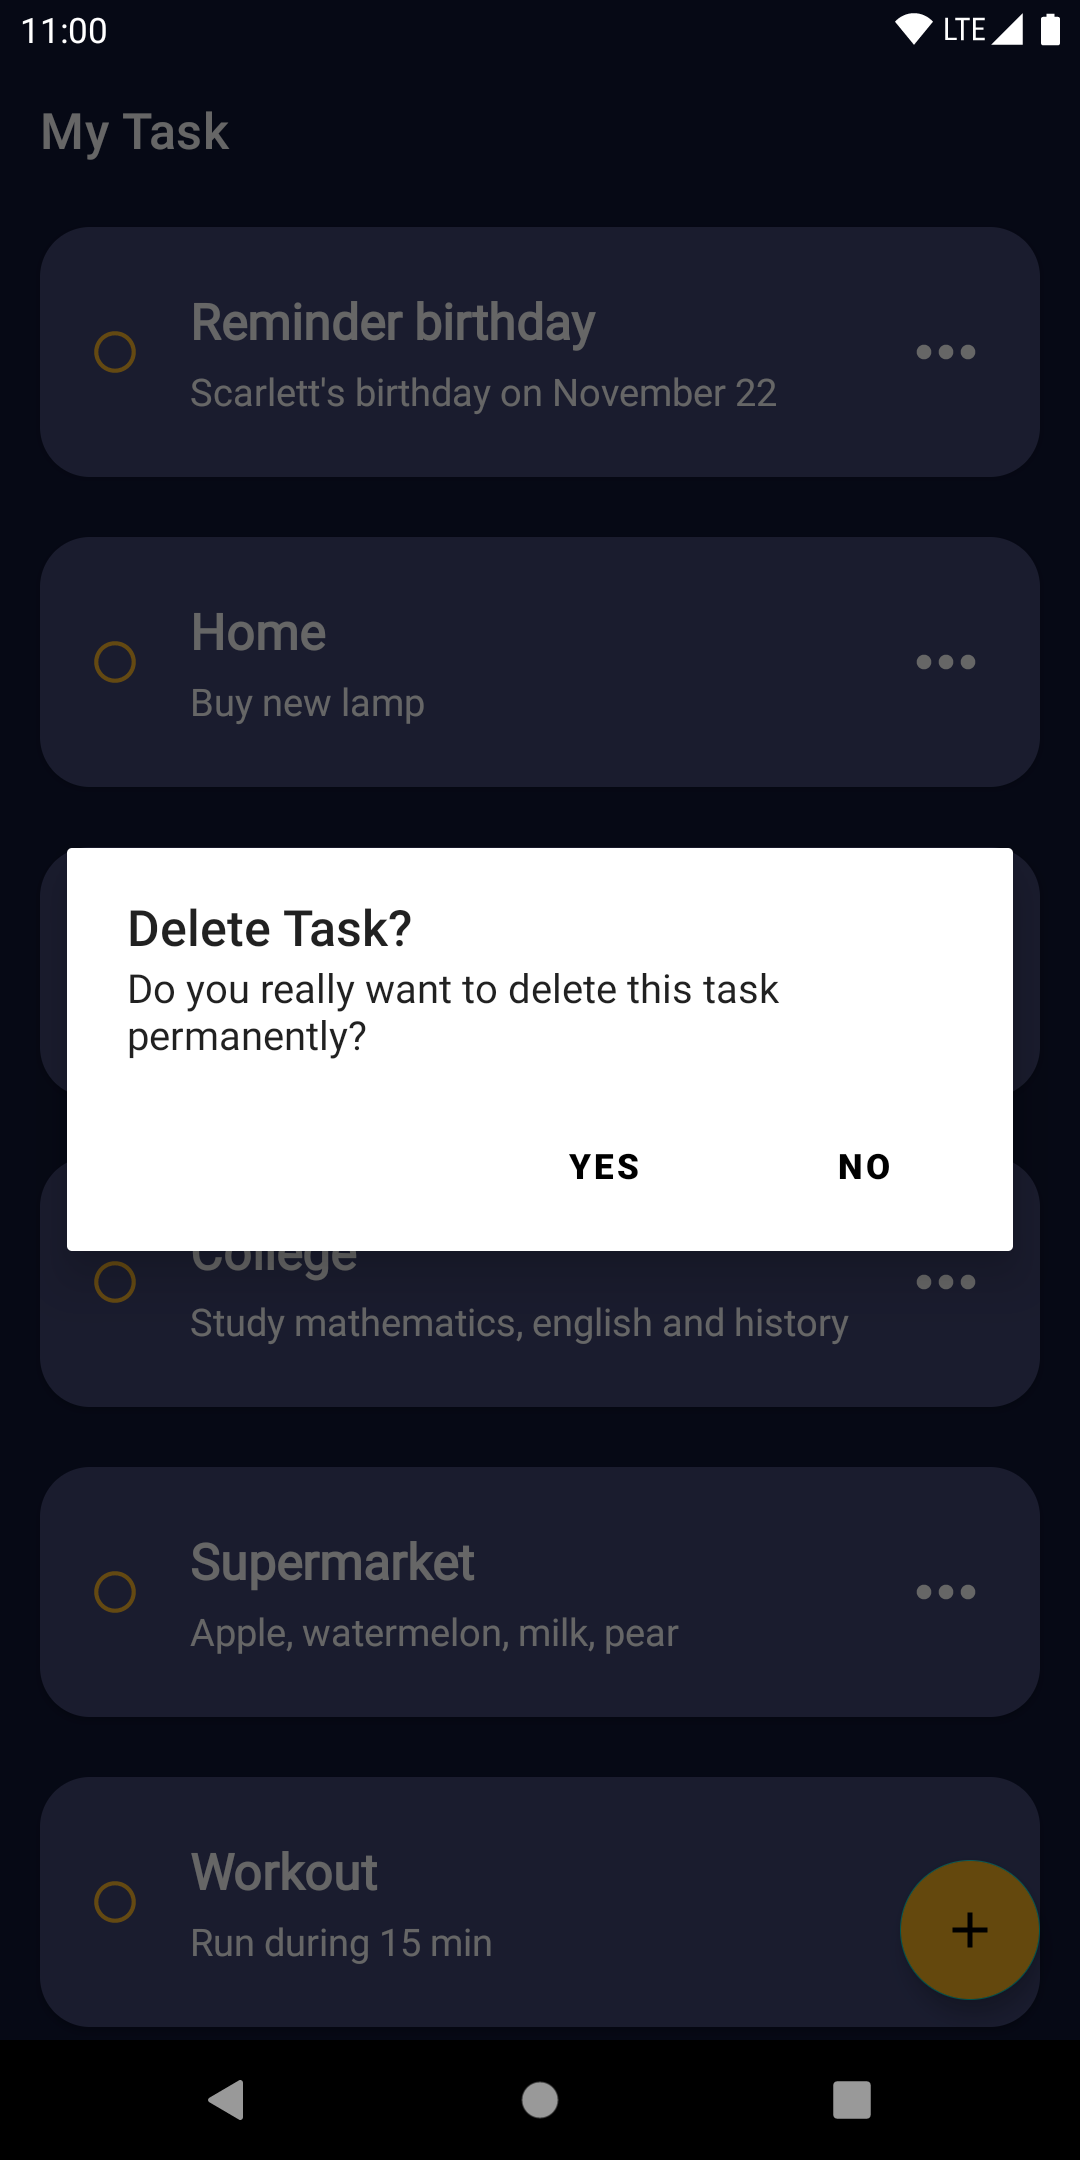 11:00 LTE
My Task
Reminder birthday
Scarlett's birthday on November 22
Home
Buy new lamp
Delete Task?
Do you really want to delete this task
permanently?
YES NO
College
Study mathematics, english and history
Supermarket
Apple, watermelon, milk, pear
Workout
Run during 15 min